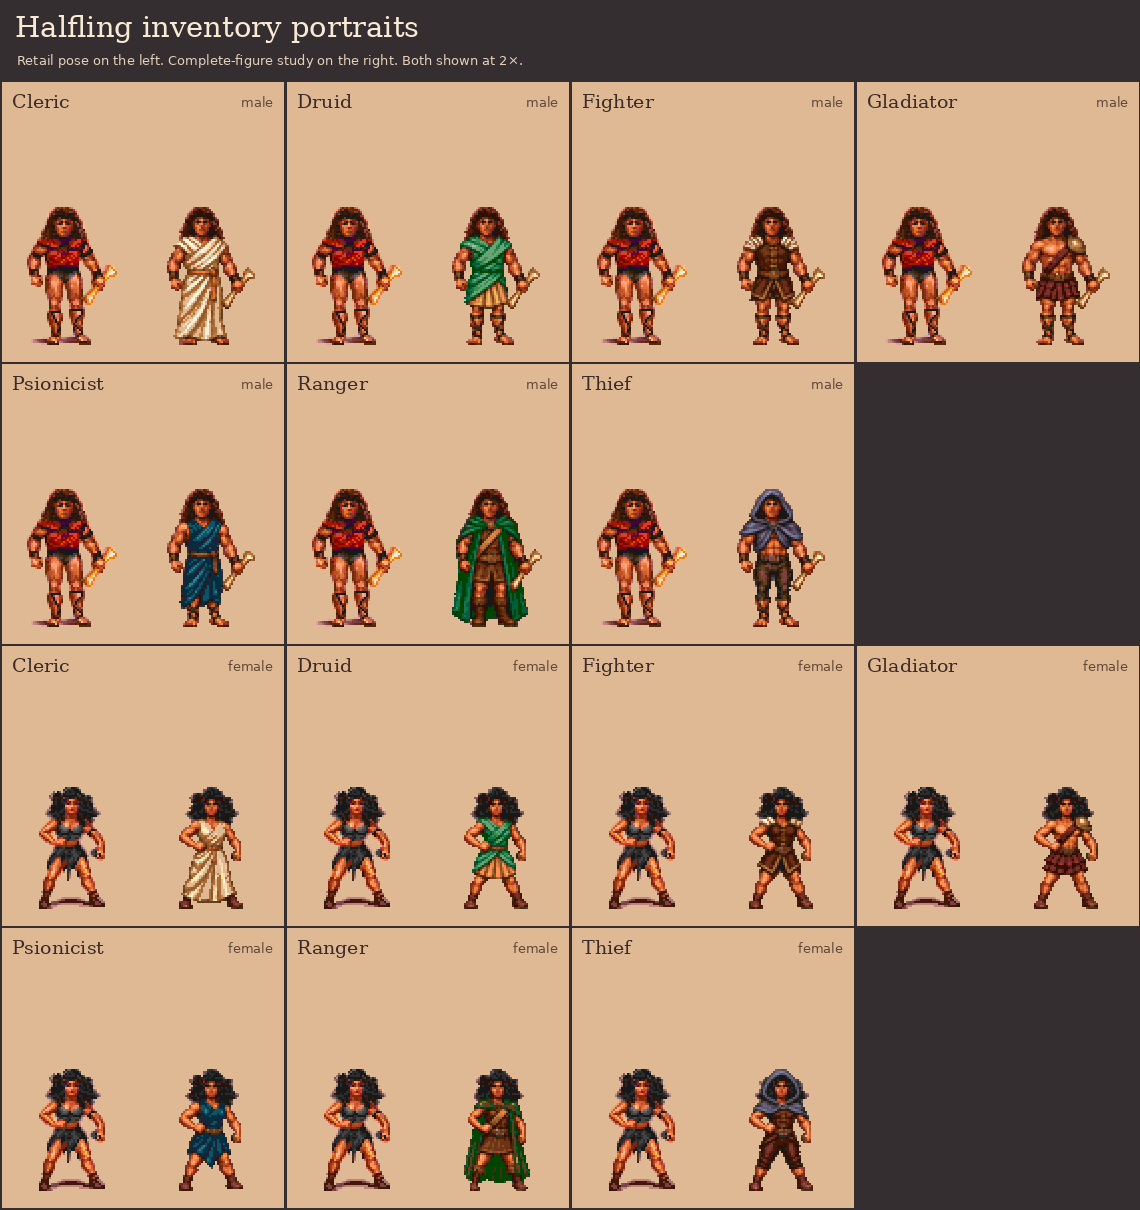 Halfling inventory portraits
Retail pose on the left. Complete-figure study on the right. Both shown at 2×.
Cleric male
Druid male
Fighter male
Gladiator male
Psionicist male
Ranger male
Thief male
Cleric female
Druid female
Fighter female
Gladiator female
Psionicist female
Ranger female
Thief female